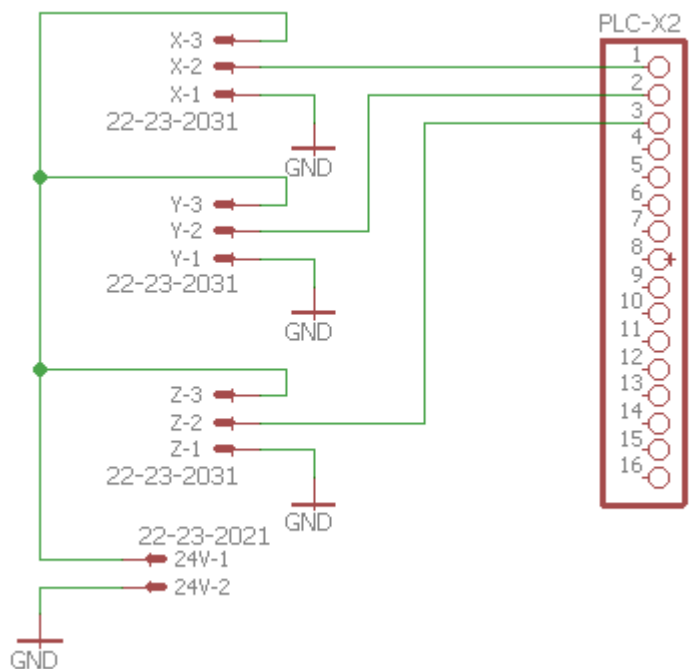 X-3
X-2
X-1
22-23-2031
GND
Y-3
Y-2
Y-1
22-23-2031
GND
Z-3
Z-2
Z-1
22-23-2031
GND
22-23-2021
24V-1
24V-2
GND
PLC-X2
1
2
3
4
5
6
7
8
9
10
11
12
13
14
15
16